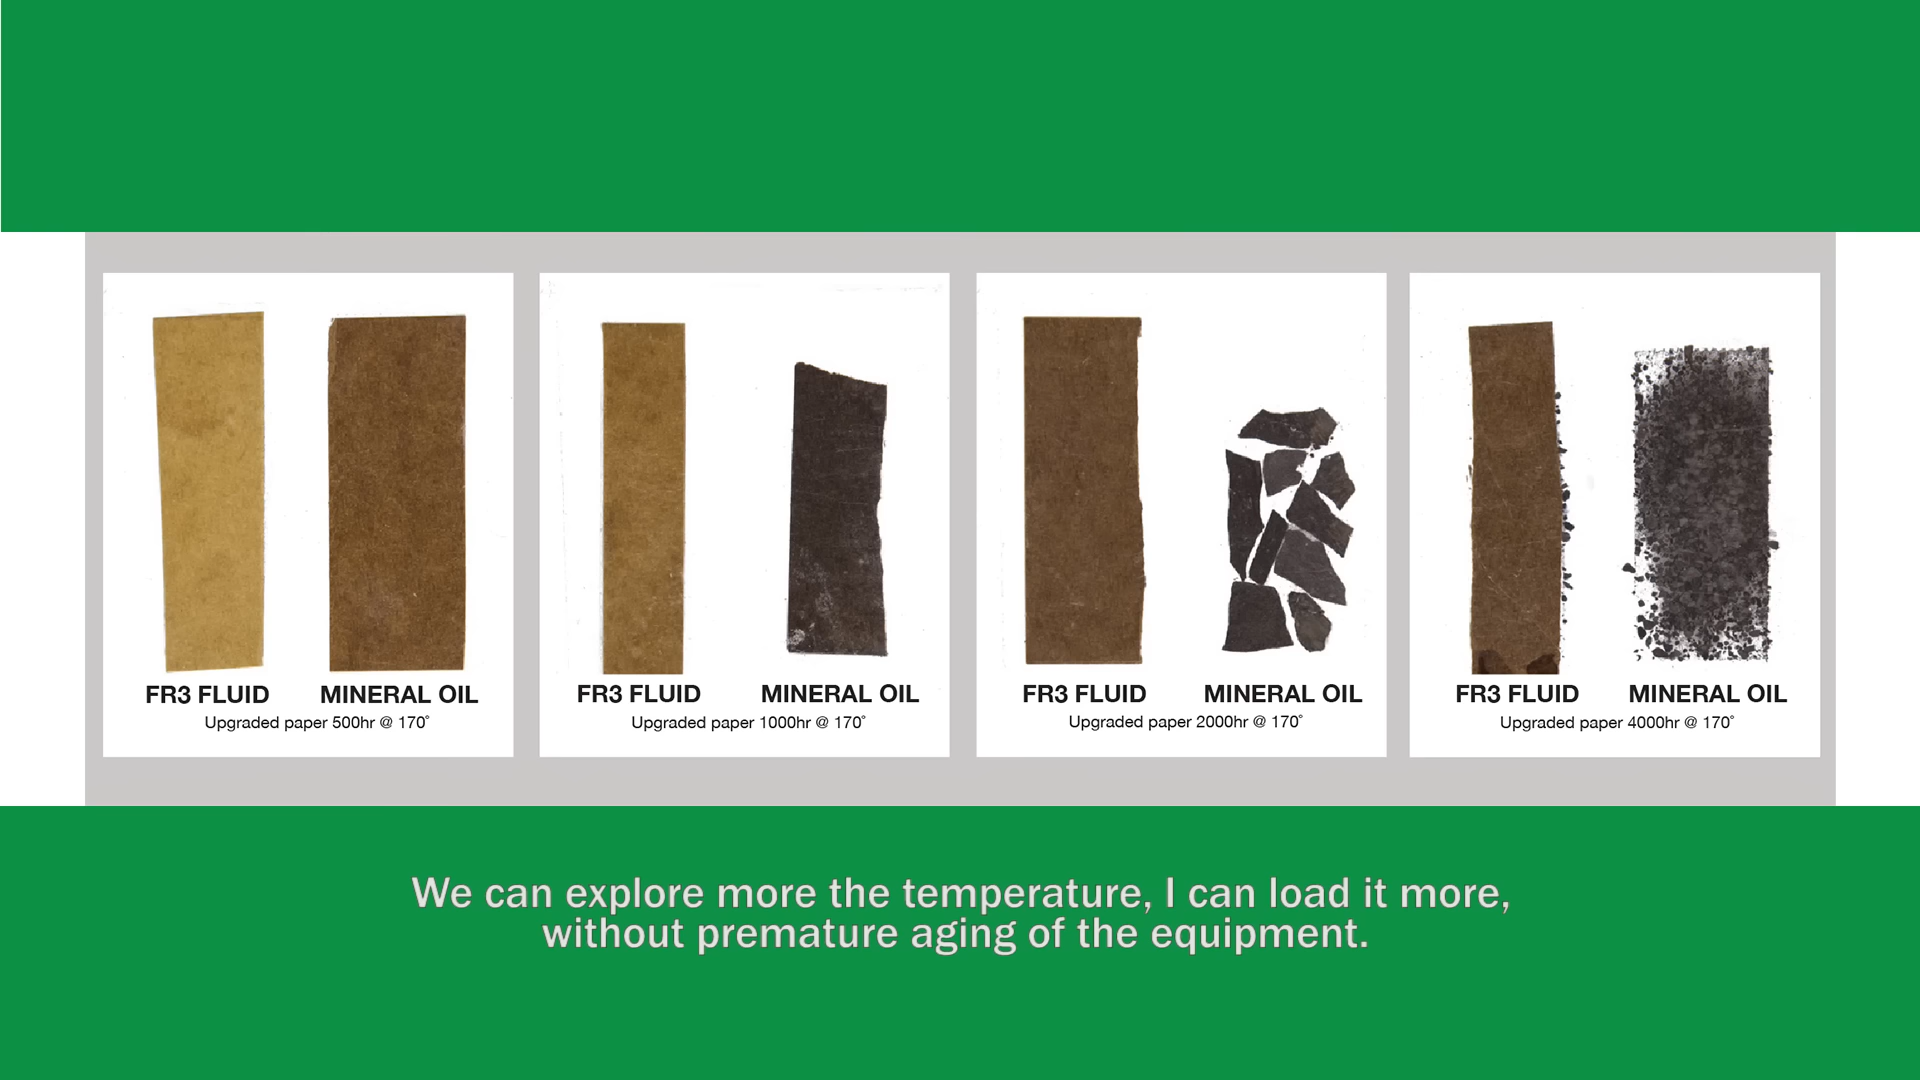 FR3 FLUID MINERAL OIL
Upgraded paper 500hr @ 170°
FR3 FLUID MINERAL OIL
Upgraded paper 1000hr @ 170°
FR3 FLUID MINERAL OIL
Upgraded paper 2000hr @ 170°
FR3 FLUID MINERAL OIL
Upgraded paper 4000hr @ 170°
We can explore more the temperature, I can load it more,
without premature aging of the equipment.